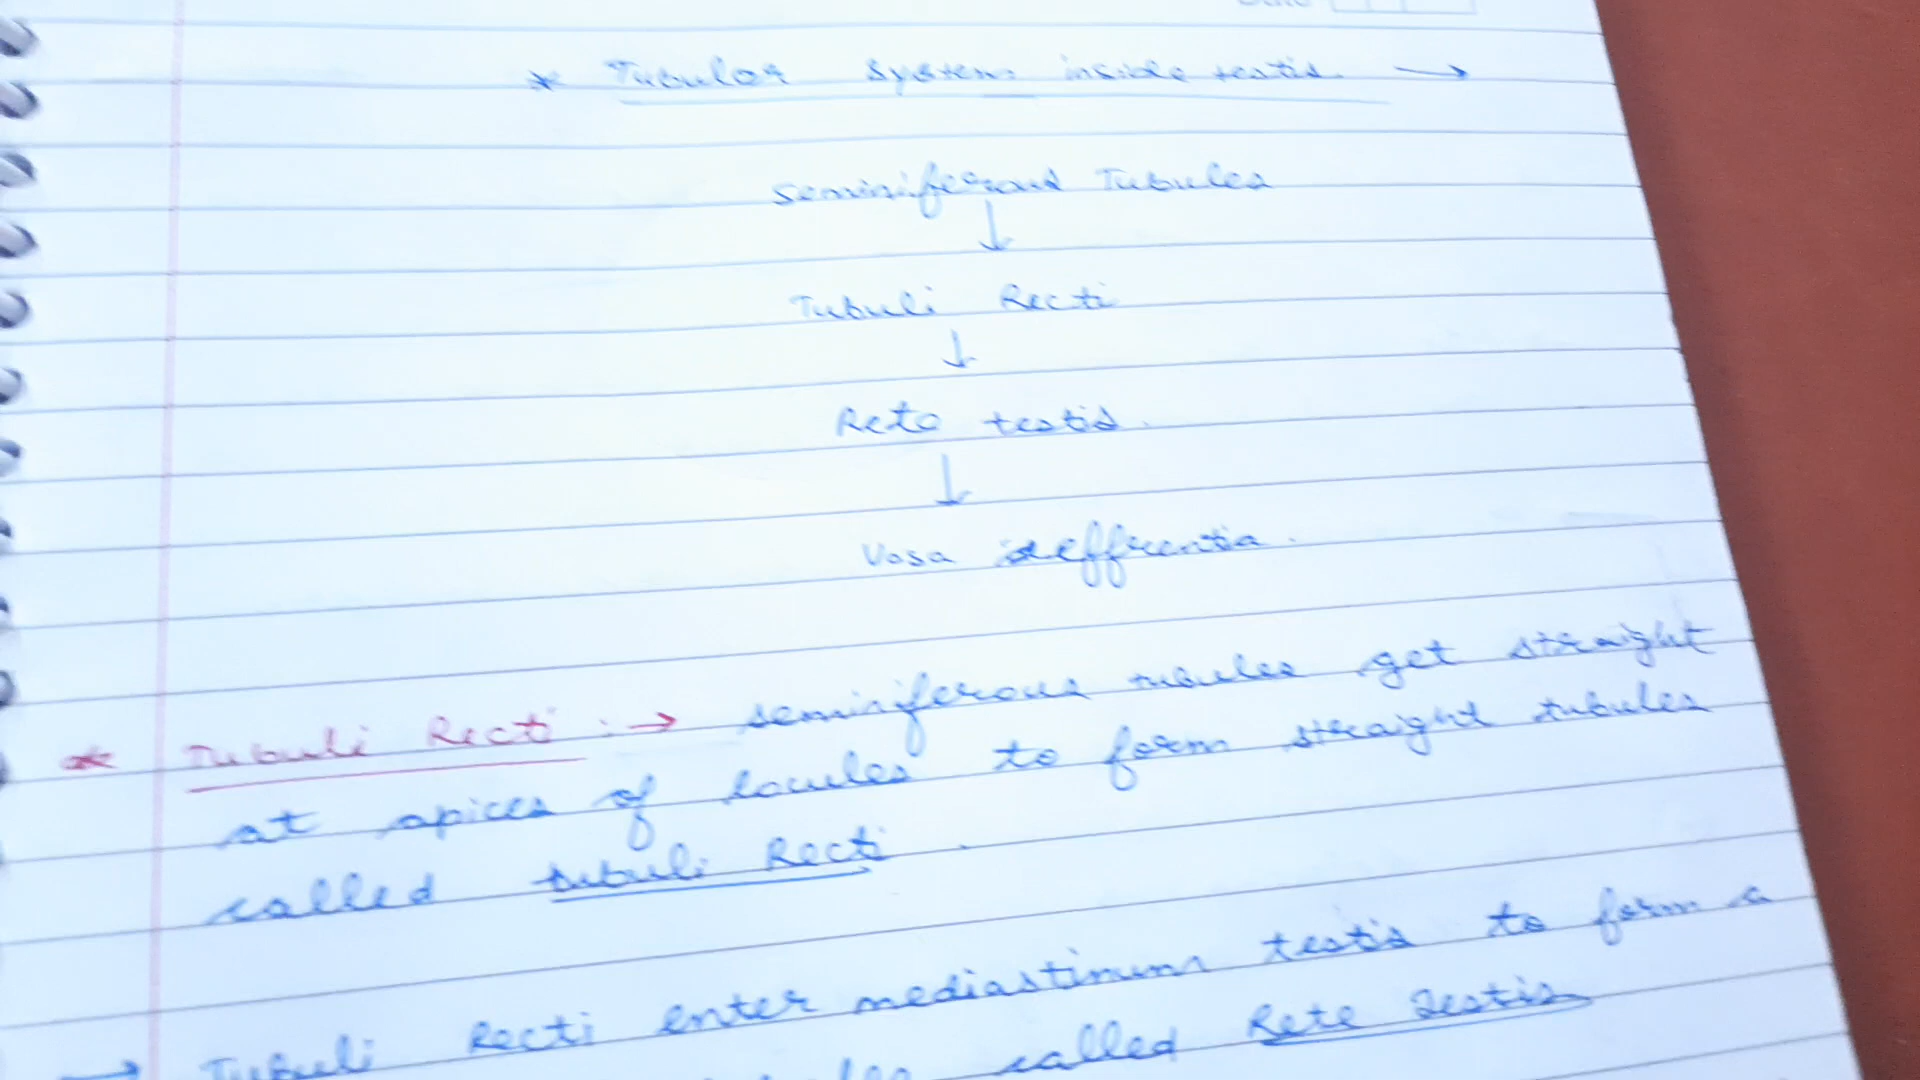 * Tubular system inside testis. →
Seminiferous Tubules
↓
Tubuli Recti
↓
Rete testis.
↓
Vasa effrentia.
* Tubuli Recti :→ seminiferous tubules get straight
at apices of locules to form straight tubules
called tubuli Recti.
→ Tubuli Recti enter mediastinum testis to form a
called Rete Testis